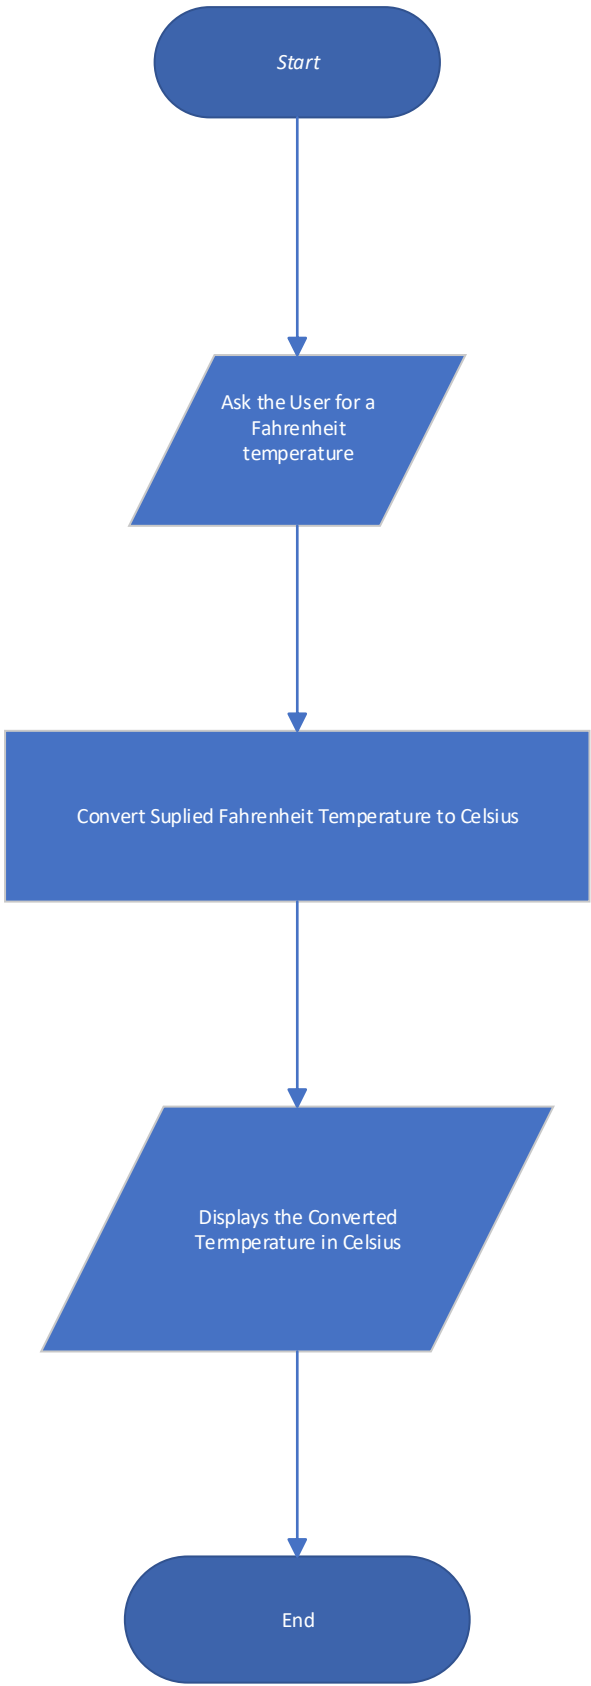 Start
Ask the User for a
Fahrenheit
temperature
Convert Suplied Fahrenheit Temperature to Celsius
Displays the Converted
Termperature in Celsius
End